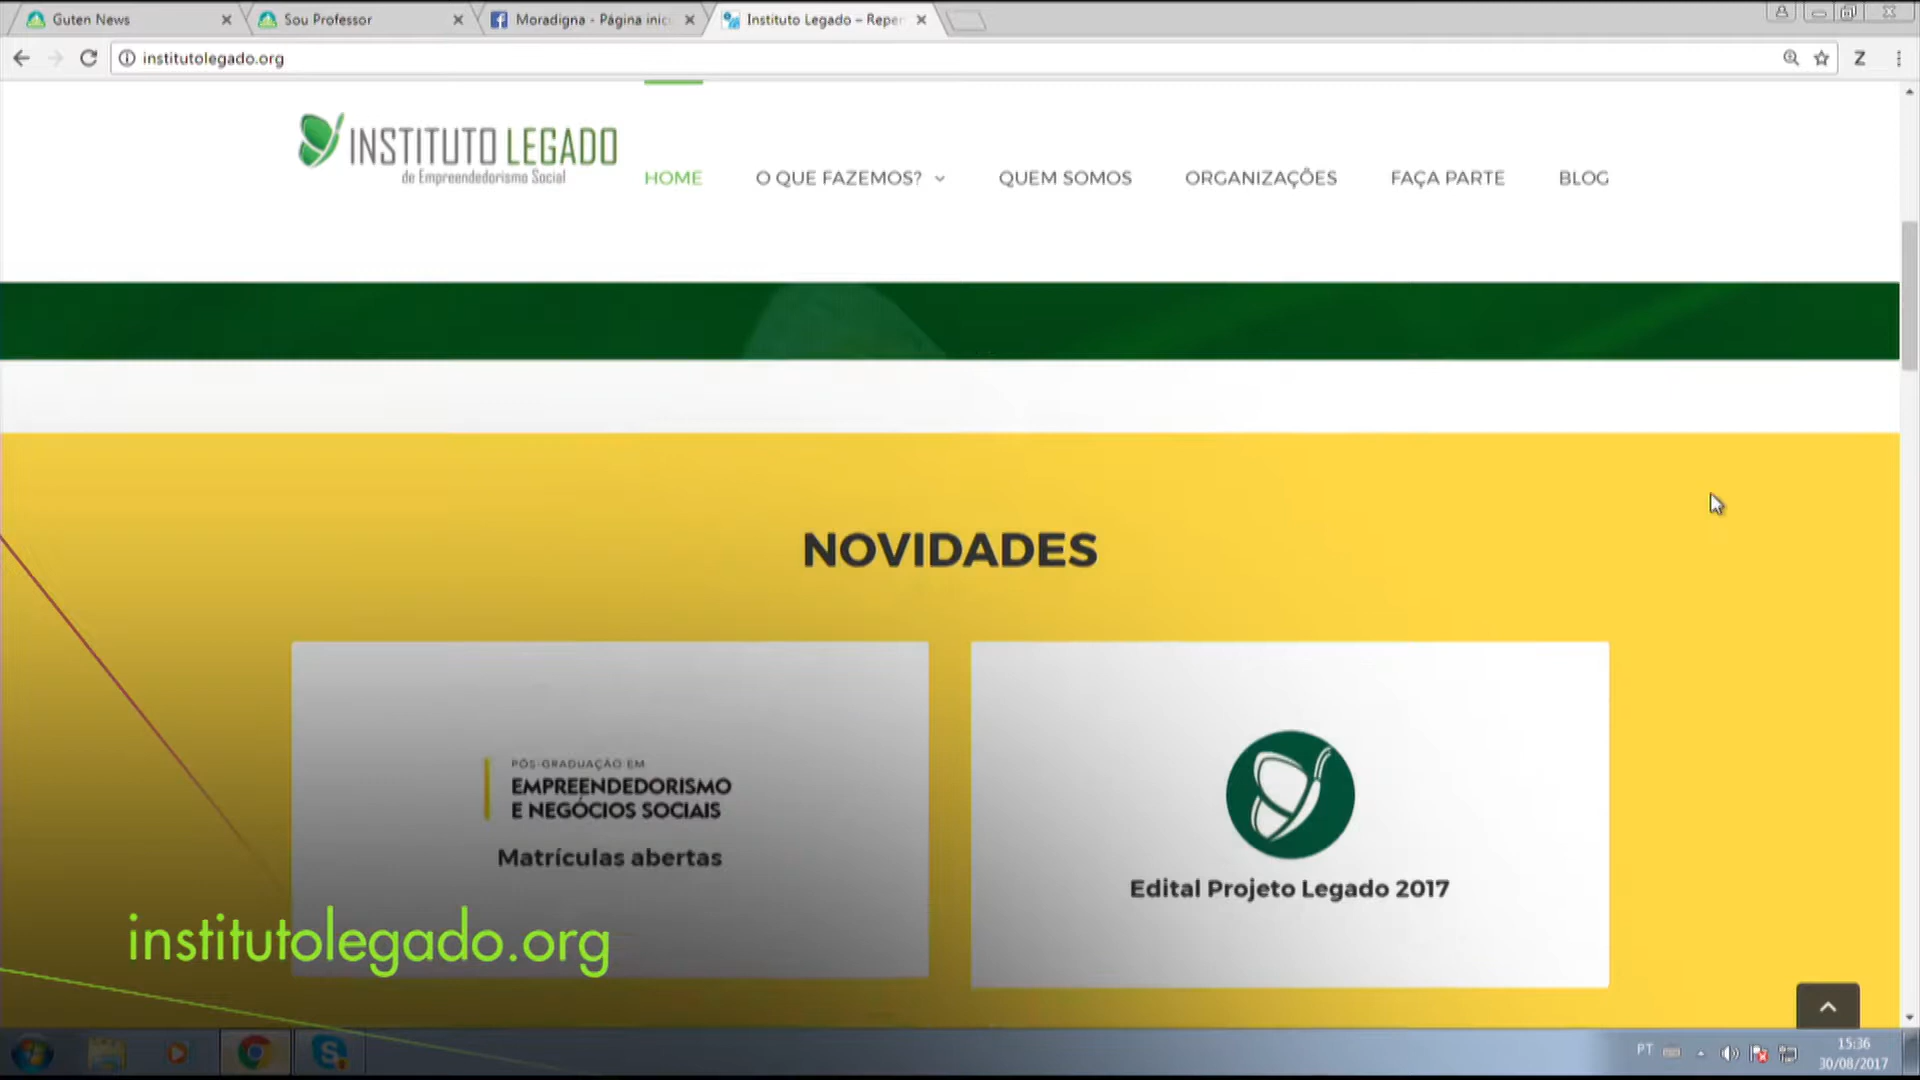 Guten News
Sou Professor
Moradigna - Página inic
Instituto Legado – Reper
institutolegado.org
Z
INSTITUTO LEGADO
de Empreendedorismo Social
HOME
O QUE FAZEMOS?
QUEM SOMOS
ORGANIZAÇÕES
FAÇA PARTE
BLOG
NOVIDADES
PÓS-GRADUAÇÃO EM
EMPREENDEDORISMO
E NEGÓCIOS SOCIAIS
Matrículas abertas
Edital Projeto Legado 2017
institutolegado.org
PT
15:36
30/08/2017